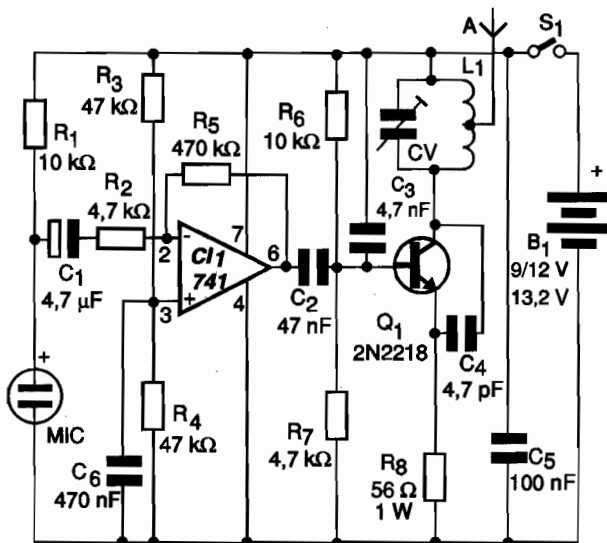 A
S1
R3
47 kΩ
L1
R1
10 kΩ
R5
470 kΩ
R6
10 kΩ
CV
R2
4,7 kΩ
C3
4,7 nF
+
B1
9/12 V
13,2 V
-
2
7
6
CI1
741
+
3
4
C1
4,7 µF
C2
47 nF
Q1
2N2218
C4
4,7 pF
+
MIC
R4
47 kΩ
R7
4,7 kΩ
C6
470 nF
R8
56 Ω
1 W
C5
100 nF